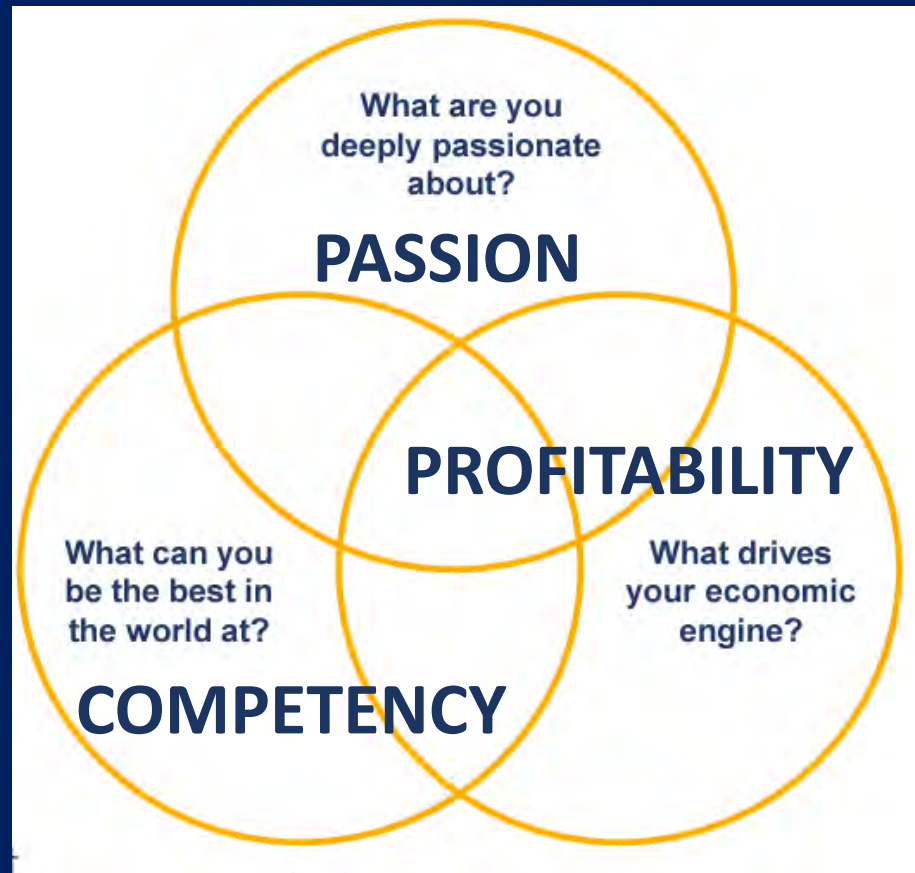 What are you
deeply passionate
about?
PASSION
PROFITABILITY
What can you
be the best in
the world at?
What drives
your economic
engine?
COMPETENCY